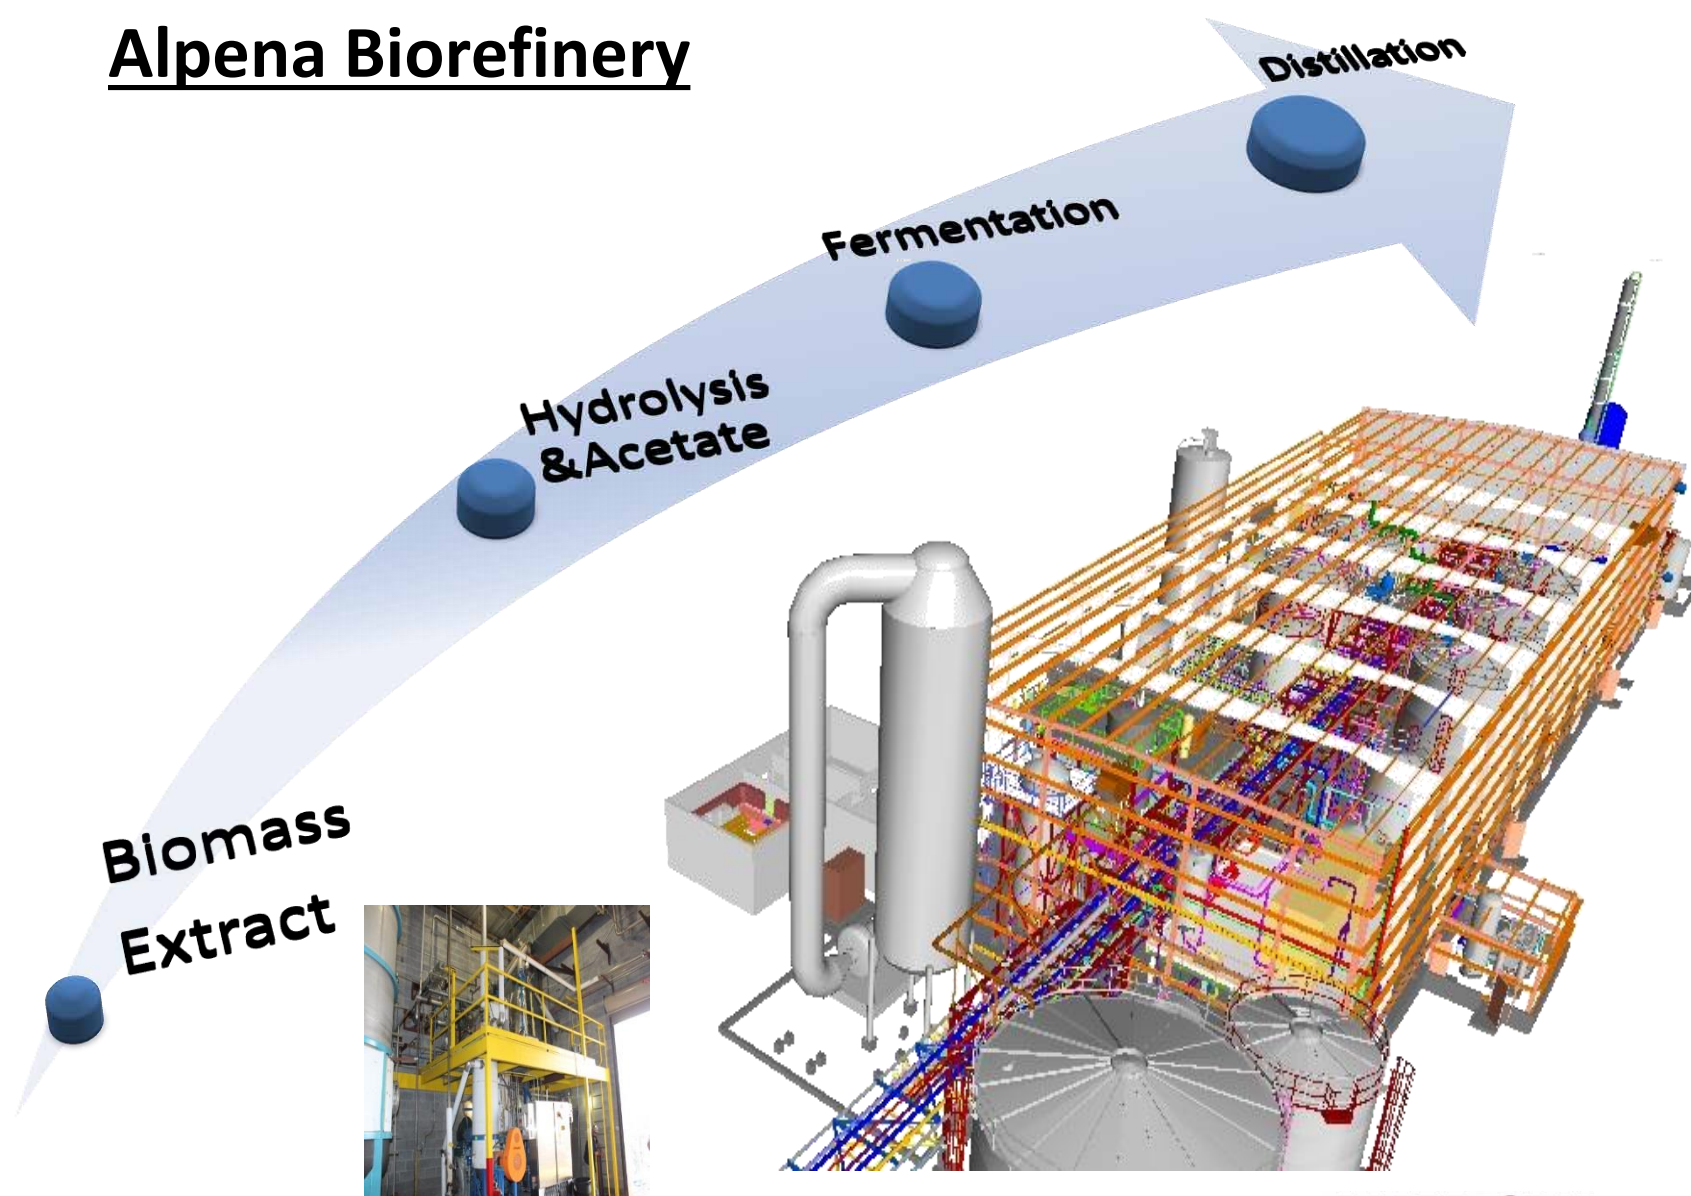 Alpena Biorefinery
Distillation
Fermentation
Hydrolysis
&Acetate
Biomass
Extract